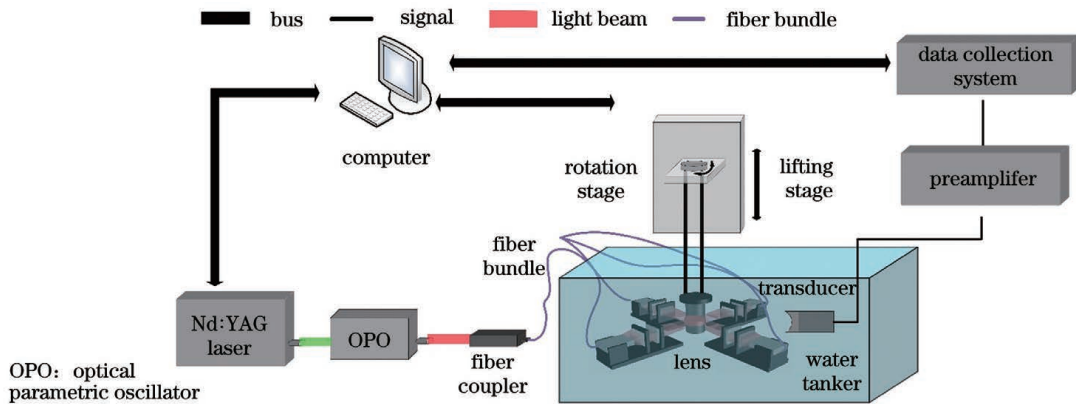 bus signal light beam fiber bundle
data collection
system
computer
rotation
stage
lifting
stage
preamplifer
fiber
bundle
transducer
Nd:YAG
laser
OPO
fiber
coupler
lens
water
tanker
OPO: optical
parametric oscillator